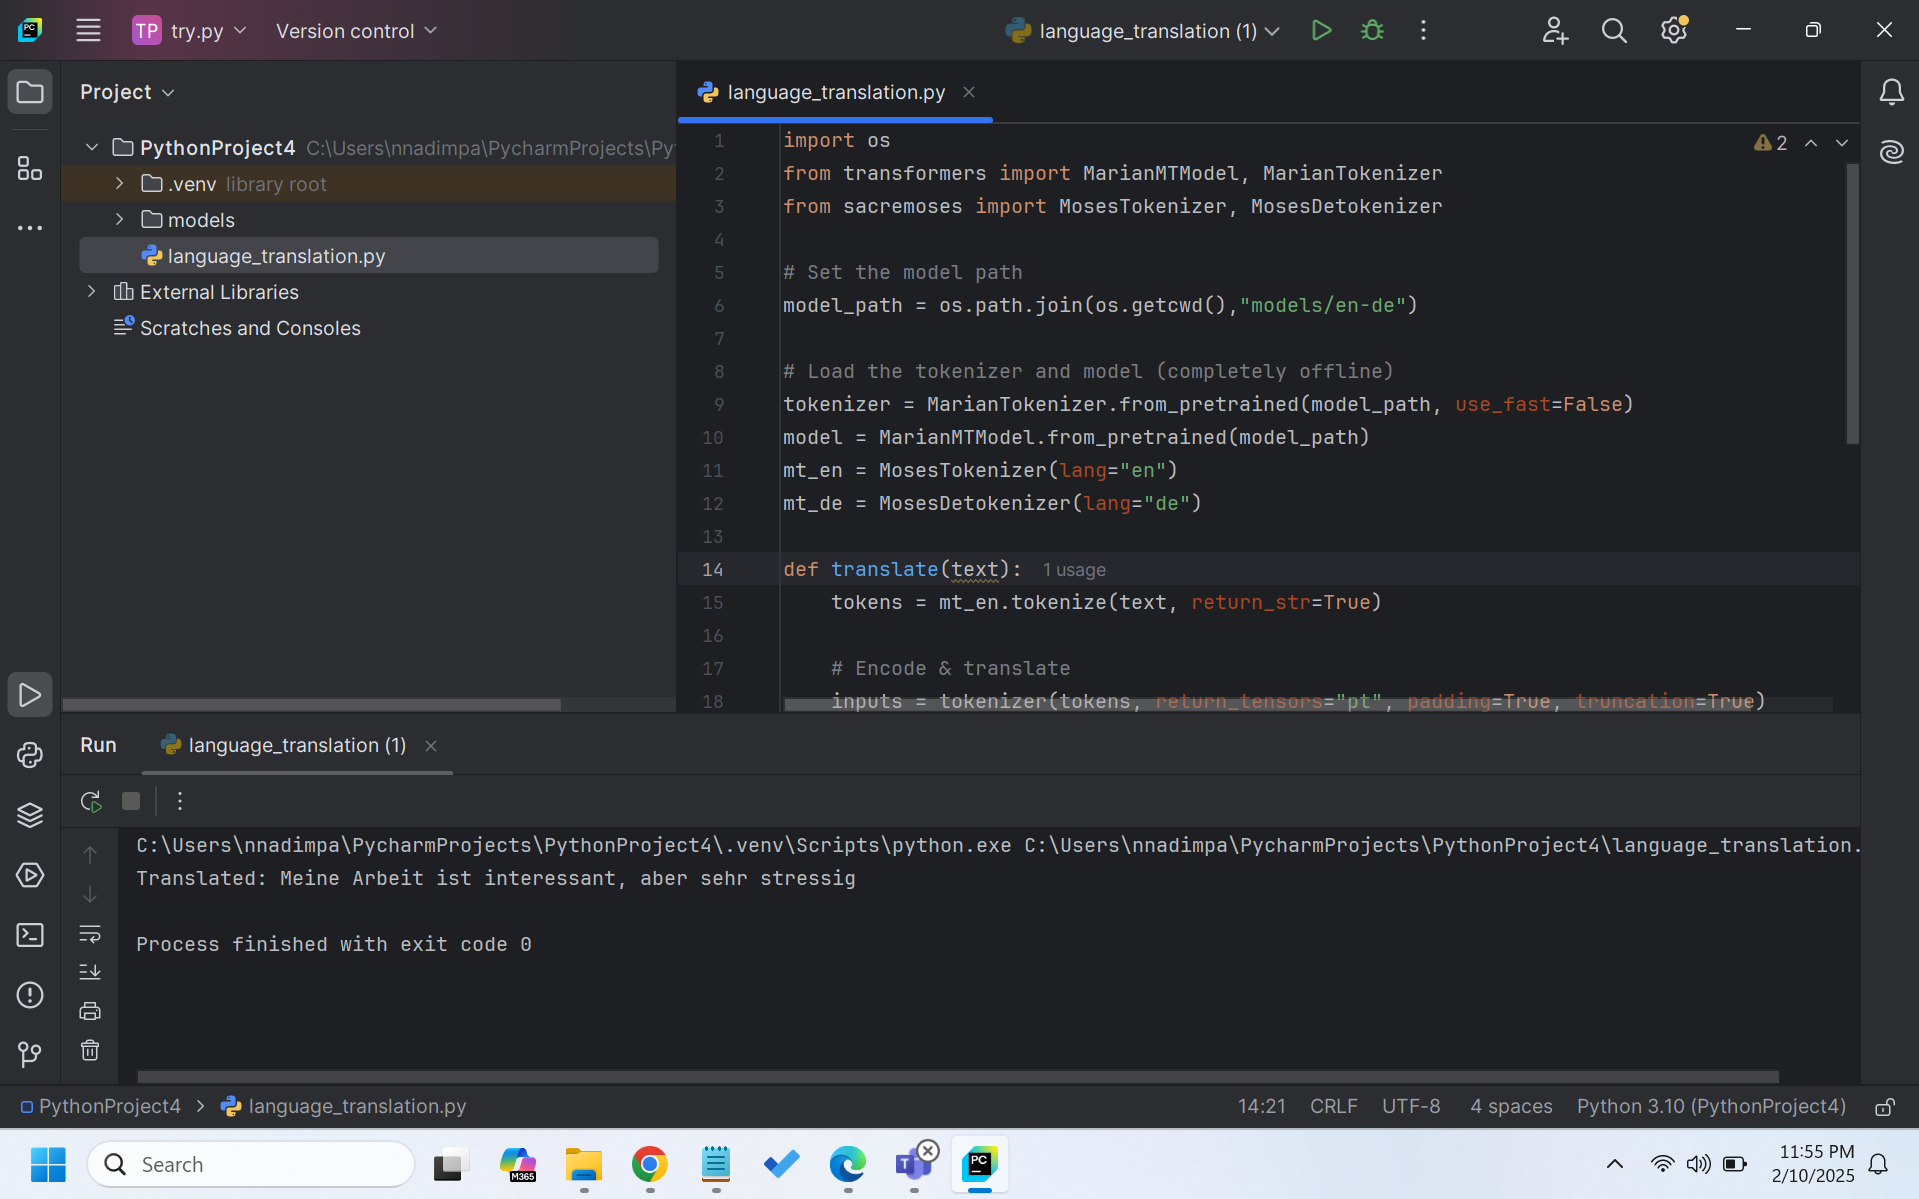 PC TP try.py Version control language_translation (1)
Project
PythonProject4 C:\Users\nnadimpa\PycharmProjects\Py
.venv library root
models
language_translation.py
External Libraries
Scratches and Consoles
language_translation.py
2
1 import os
2 from transformers import MarianMTModel, MarianTokenizer
3 from sacremoses import MosesTokenizer, MosesDetokenizer
4
5 # Set the model path
6 model_path = os.path.join(os.getcwd(),"models/en-de")
7
8 # Load the tokenizer and model (completely offline)
9 tokenizer = MarianTokenizer.from_pretrained(model_path, use_fast=False)
10 model = MarianMTModel.from_pretrained(model_path)
11 mt_en = MosesTokenizer(lang="en")
12 mt_de = MosesDetokenizer(lang="de")
13
14 def translate(text): 1 usage
15 tokens = mt_en.tokenize(text, return_str=True)
16
17 # Encode & translate
18 inputs = tokenizer(tokens, return_tensors="pt", padding=True, truncation=True)
Run language_translation (1)
C:\Users\nnadimpa\PycharmProjects\PythonProject4\.venv\Scripts\python.exe C:\Users\nnadimpa\PycharmProjects\PythonProject4\language_translation.
Translated: Meine Arbeit ist interessant, aber sehr stressig
Process finished with exit code 0
PythonProject4 > language_translation.py 14:21 CRLF UTF-8 4 spaces Python 3.10 (PythonProject4)
Search M365 T PC 11:55 PM
2/10/2025